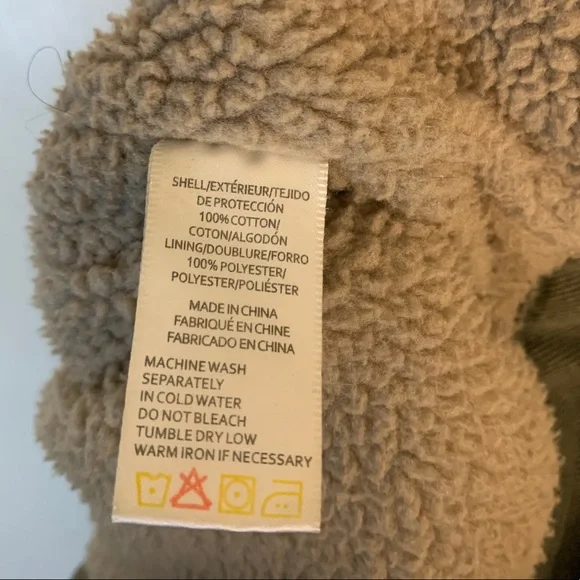 SHELL/EXTÉRIEUR/TEJIDO
DE PROTECCIÓN
100% COTTON/
COTON/ALGODÓN
LINING/DOUBLURE/FORRO
100% POLYESTER/
POLYESTER/POLIÉSTER
MADE IN CHINA
FABRIQUÉ EN CHINE
FABRICADO EN CHINA
MACHINE WASH
SEPARATELY
IN COLD WATER
DO NOT BLEACH
TUMBLE DRY LOW
WARM IRON IF NECESSARY